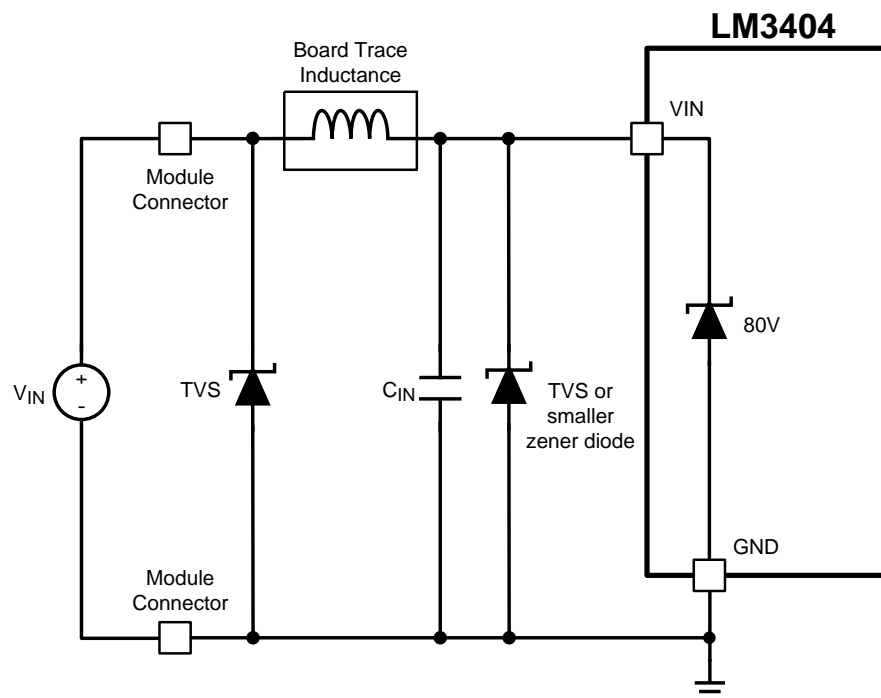 LM3404
Board Trace
Inductance
VIN
Module
Connector
80V
VIN
+
-
TVS
CIN
TVS or
smaller
zener diode
GND
Module
Connector